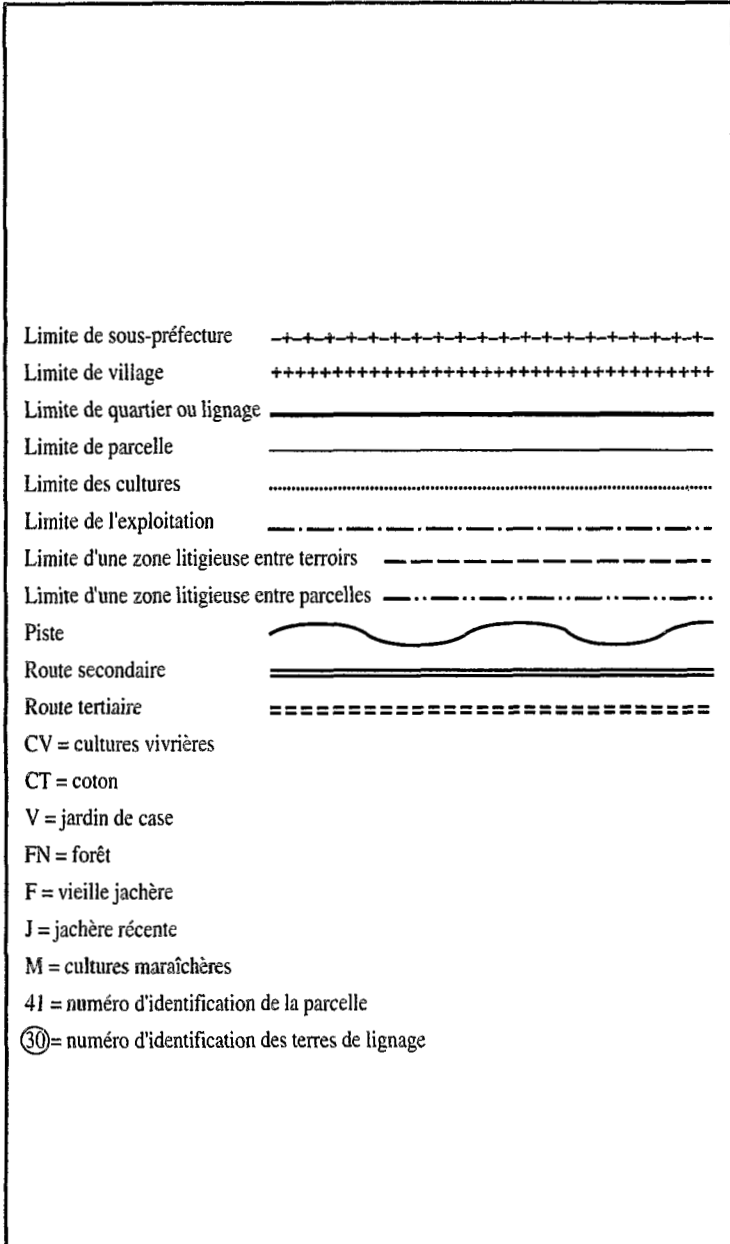 Limite de sous-préfecture
Limite de village
Limite de quartier ou lignage
Limite de parcelle
Limite des cultures
Limite de l'exploitation
Limite d'une zone litigieuse entre terroirs
Limite d'une zone litigieuse entre parcelles
Piste
Route secondaire
Route tertiaire
CV = cultures vivrières
CT = coton
V = jardin de case
FN = forêt
F = vieille jachère
J = jachère récente
M = cultures maraîchères
41 = numéro d'identification de la parcelle
30 = numéro d'identification des terres de lignage